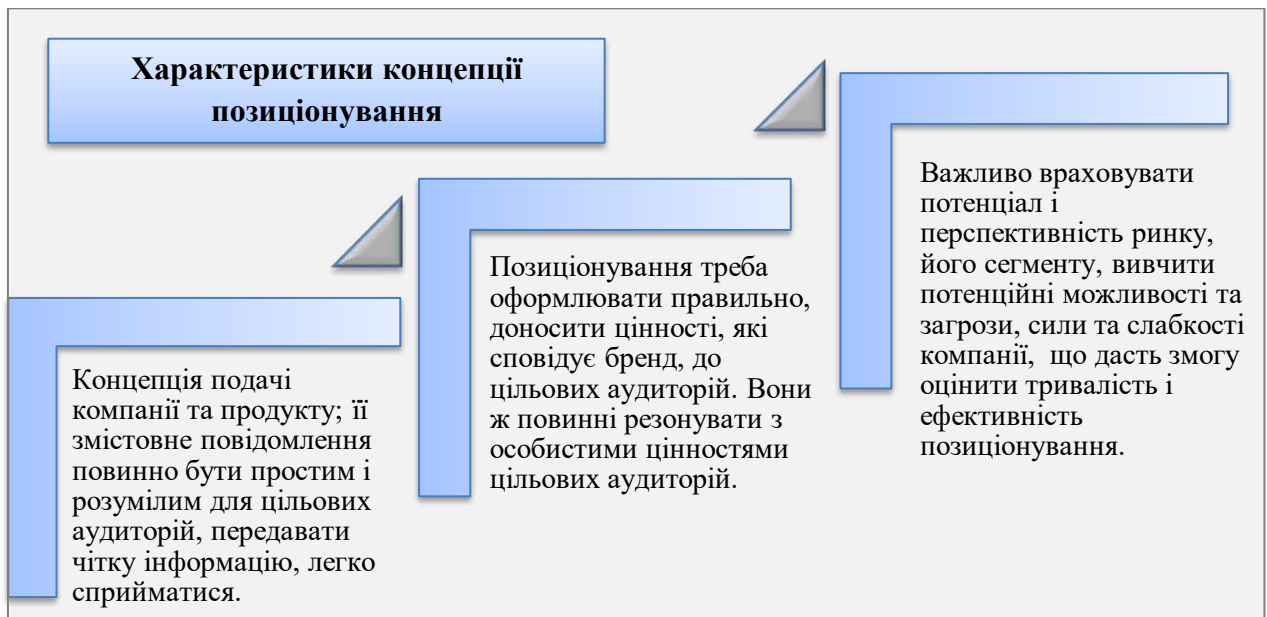 Характеристики концепції
позиціонування
Концепція подачі
компанії та продукту; її
змістовне повідомлення
повинно бути простим і
розумілим для цільових
аудиторій, передавати
чітку інформацію, легко
сприйматися.
Позиціонування треба
оформлювати правильно,
доносити цінності, які
сповідує бренд, до
цільових аудиторій. Вони
ж повинні резонувати з
особистими цінностями
цільових аудиторій.
Важливо враховувати
потенціал і
перспективність ринку,
його сегменту, вивчити
потенційні можливості та
загрози, сили та слабкості
компанії, що дасть змогу
оцінити тривалість і
ефективність
позиціонування.